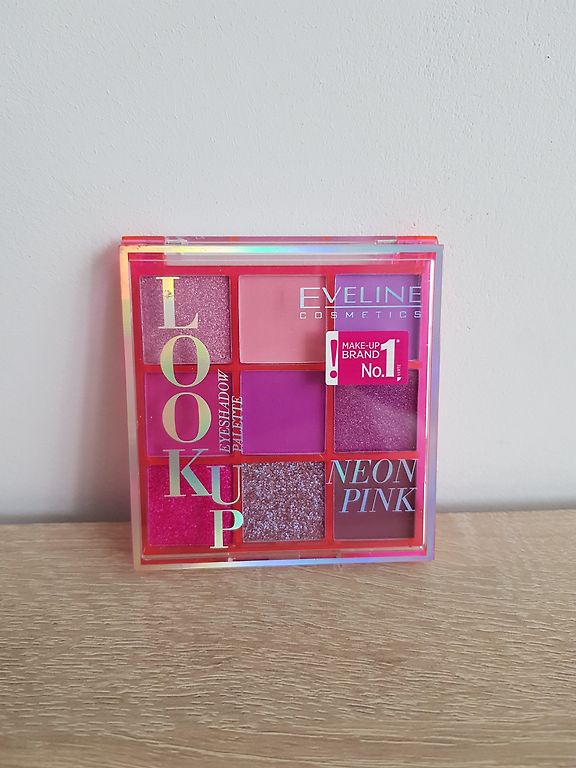 LOOK UP
EYESHADOW
PALETTE
EVELINE
COSMETICS
! MAKE-UP
BRAND No.1*
NEON
PINK